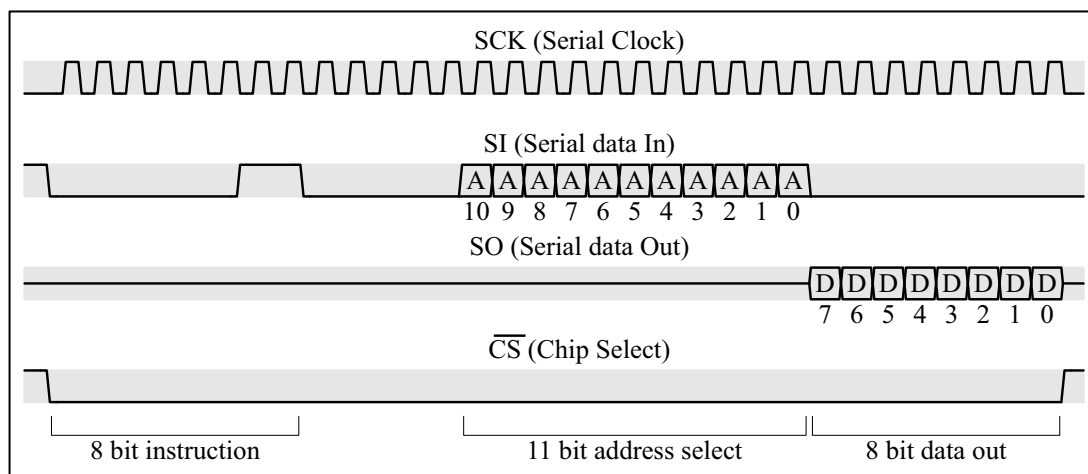 SCK (Serial Clock)
SI (Serial data In)
A A A A A A A A A A A
10 9 8 7 6 5 4 3 2 1 0
SO (Serial data Out)
D D D D D D D D
7 6 5 4 3 2 1 0
C̅S̅ (Chip Select)
8 bit instruction 11 bit address select 8 bit data out